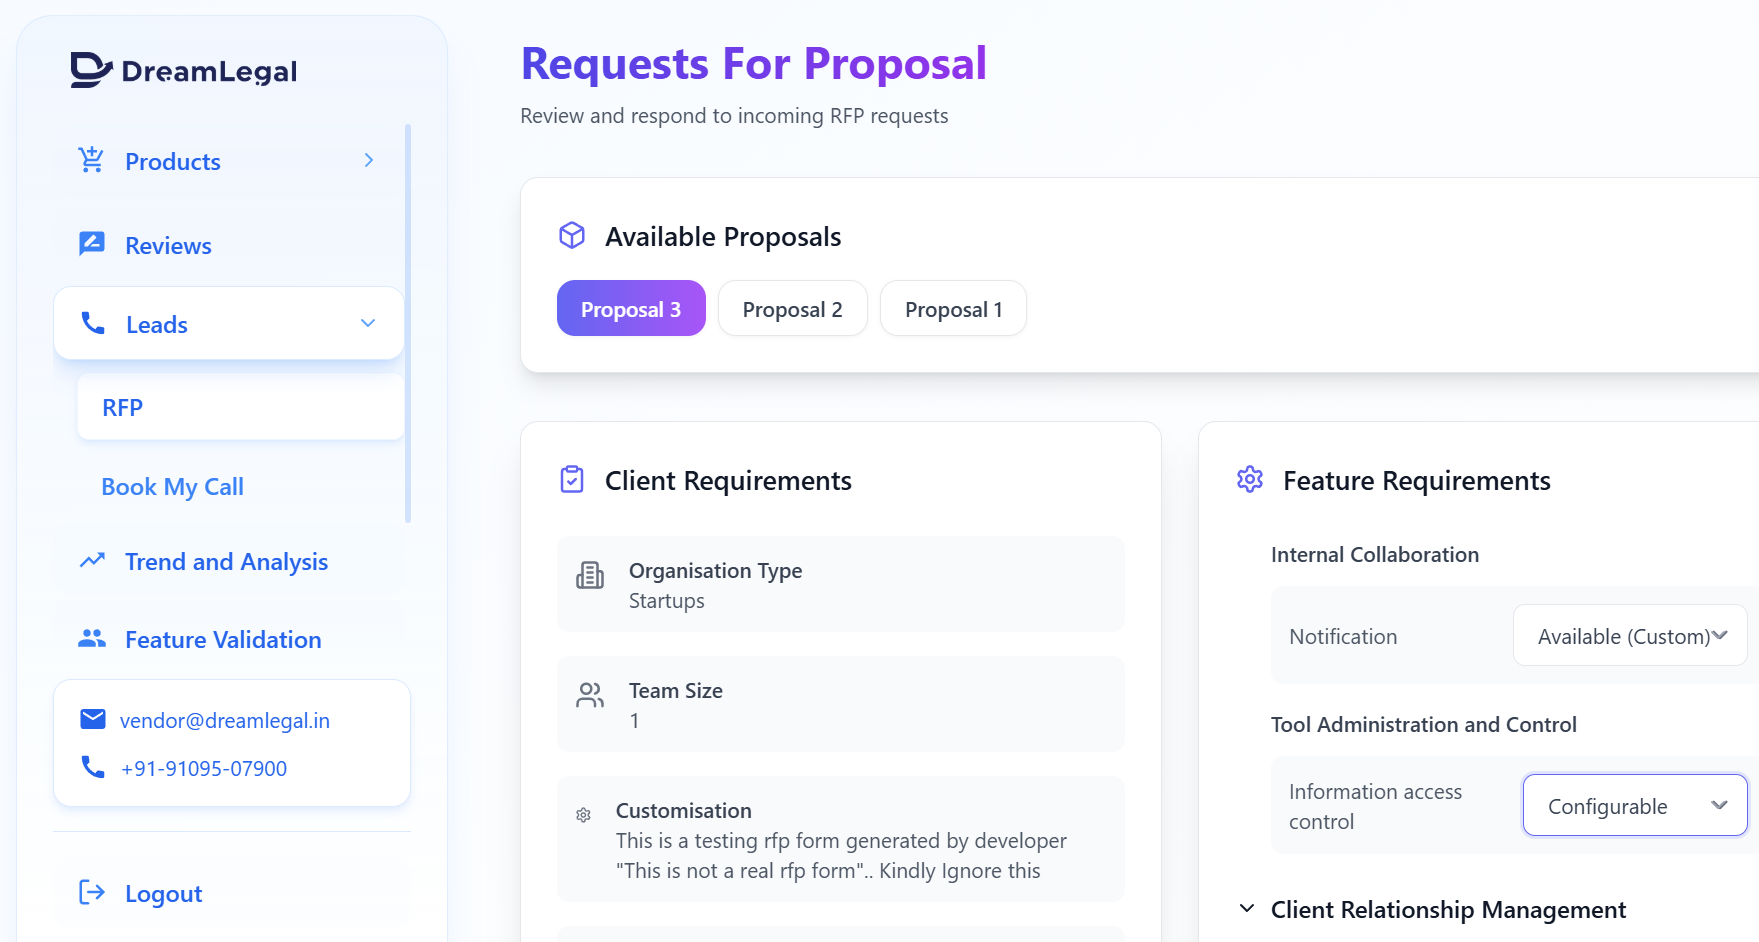 DreamLegal
Products
Reviews
Leads
RFP
Book My Call
Trend and Analysis
Feature Validation
vendor@dreamlegal.in
+91-91095-07900
Logout
Requests For Proposal
Review and respond to incoming RFP requests
Available Proposals
Proposal 3
Proposal 2
Proposal 1
Client Requirements
Organisation Type
Startups
Team Size
1
Customisation
This is a testing rfp form generated by developer
"This is not a real rfp form".. Kindly Ignore this
Feature Requirements
Internal Collaboration
Notification
Available (Custom)
Tool Administration and Control
Information access
control
Configurable
Client Relationship Management